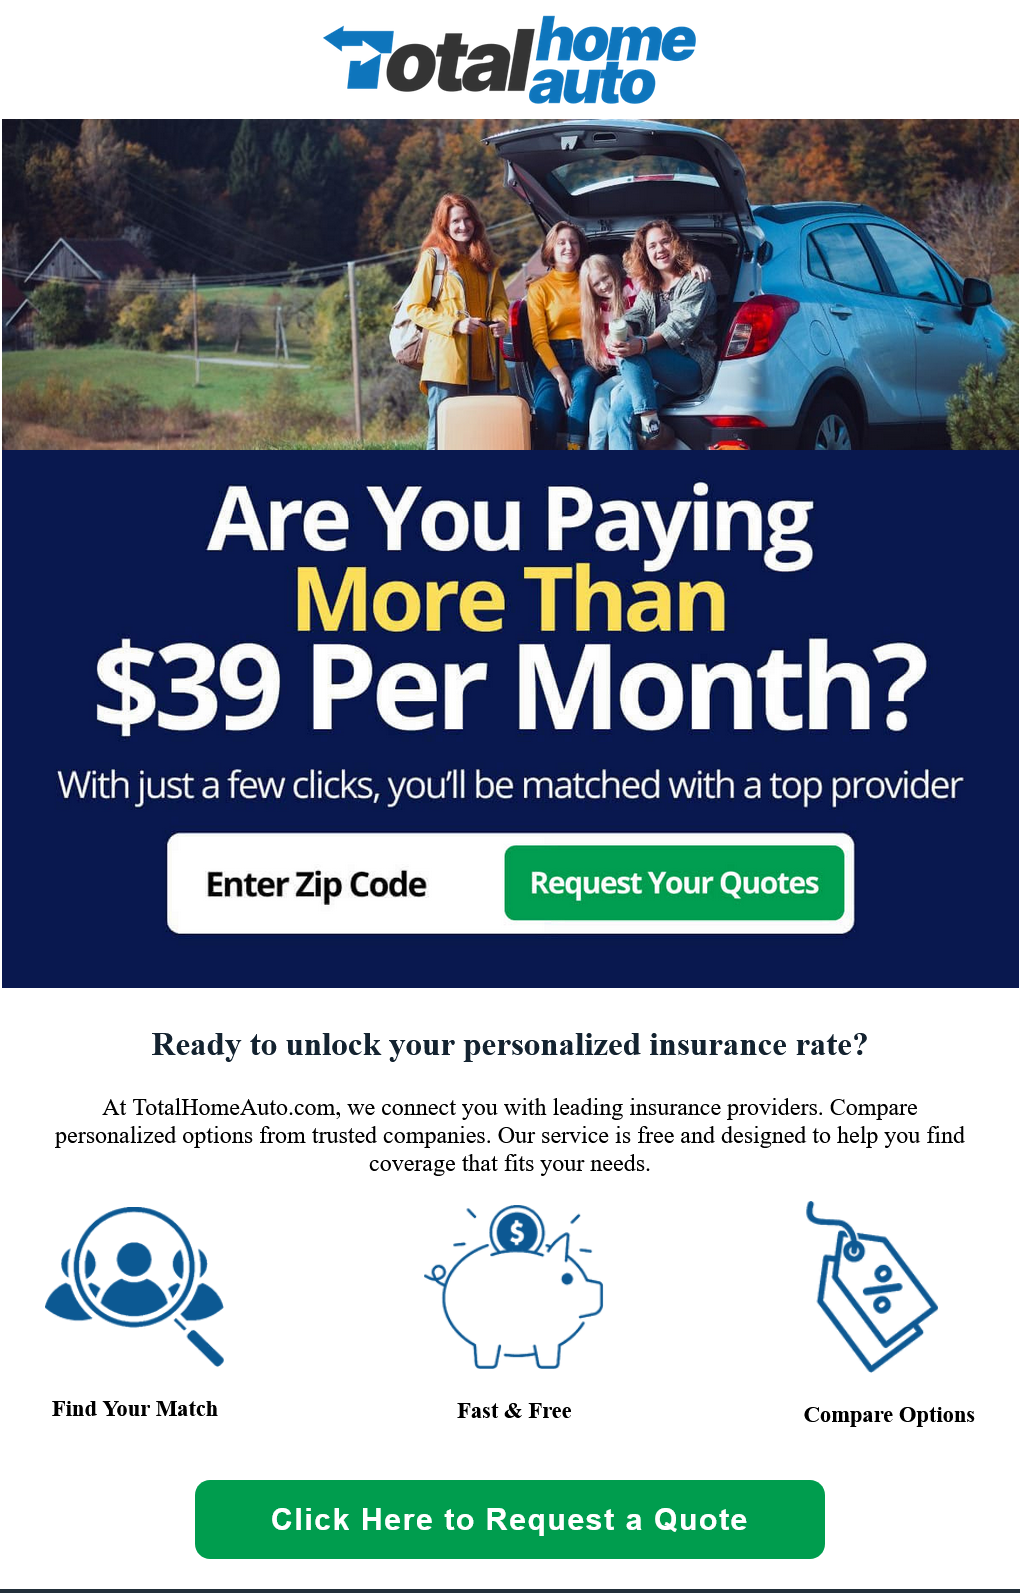 Total home
auto
Are You Paying
More Than
$39 Per Month?
With just a few clicks, you'll be matched with a top provider
Enter Zip Code
Request Your Quotes
Ready to unlock your personalized insurance rate?
At TotalHomeAuto.com, we connect you with leading insurance providers. Compare
personalized options from trusted companies. Our service is free and designed to help you find
coverage that fits your needs.
$
%
Find Your Match
Fast & Free
Compare Options
Click Here to Request a Quote